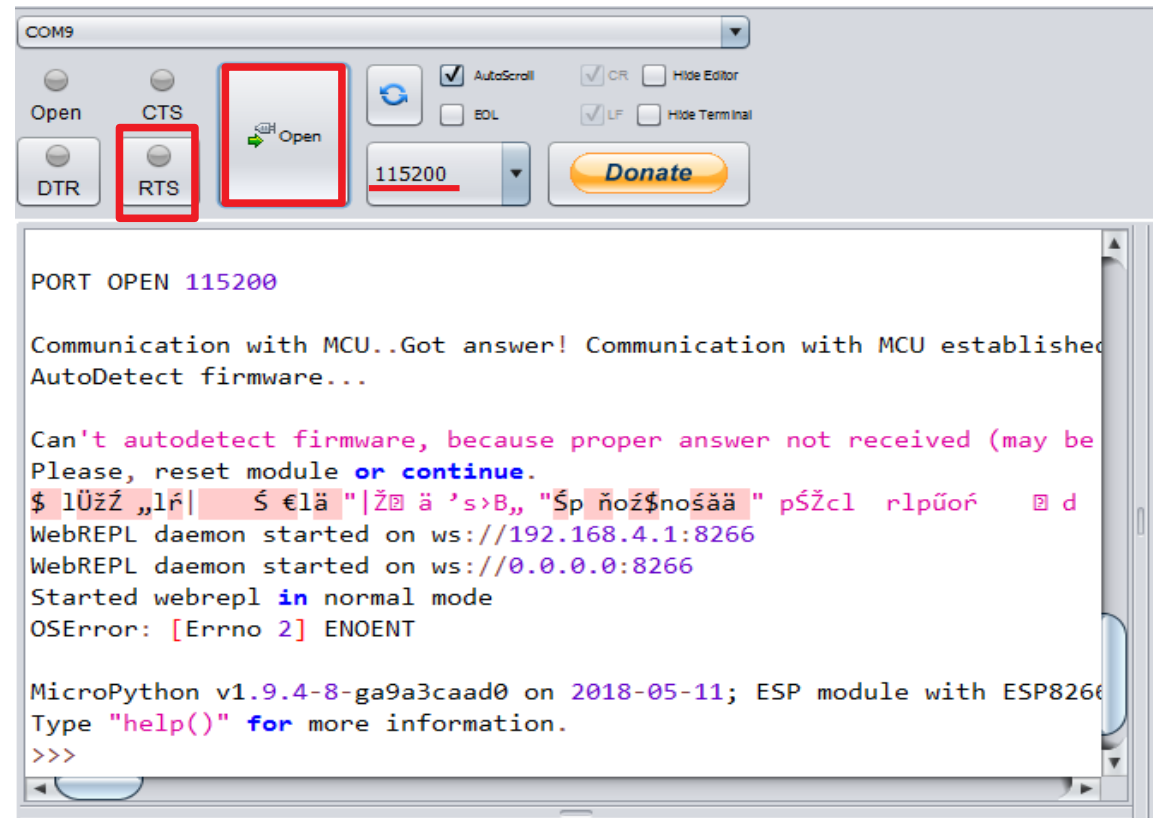 COM9
AutoScroll CR Hide Editor
Open CTS
Open
EOL LF Hide Terminal
DTR RTS
115200
Donate
PORT OPEN 115200
Communication with MCU..Got answer! Communication with MCU established
AutoDetect firmware...
Can't autodetect firmware, because proper answer not received (may be
Please, reset module or continue.
WebREPL daemon started on ws://192.168.4.1:8266
WebREPL daemon started on ws://0.0.0.0:8266
Started webrepl in normal mode
OSError: [Errno 2] ENOENT
MicroPython v1.9.4-8-ga9a3caad0 on 2018-05-11; ESP module with ESP8266
Type "help()" for more information.
>>>